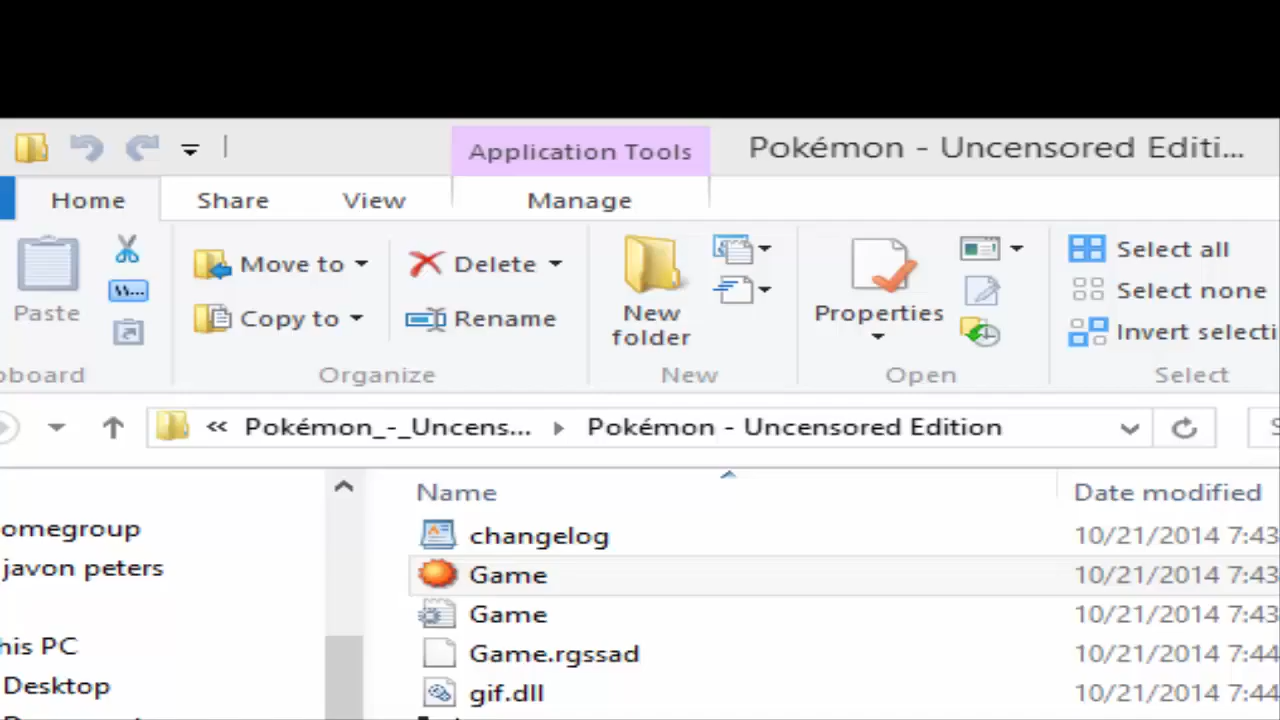 Application Tools
Pokémon - Uncensored Editi...
Home
Share
View
Manage
Paste
Move to
Copy to
Delete
Rename
New
folder
Properties
Select all
Select none
Invert selecti
oboard
Organize
New
Open
Select
« Pokémon_-_Uncens...
Pokémon - Uncensored Edition
Name
Date modified
omegroup
javon peters
his PC
Desktop
changelog 10/21/2014 7:43
Game 10/21/2014 7:43
Game 10/21/2014 7:43
Game.rgssad 10/21/2014 7:44
gif.dll 10/21/2014 7:44